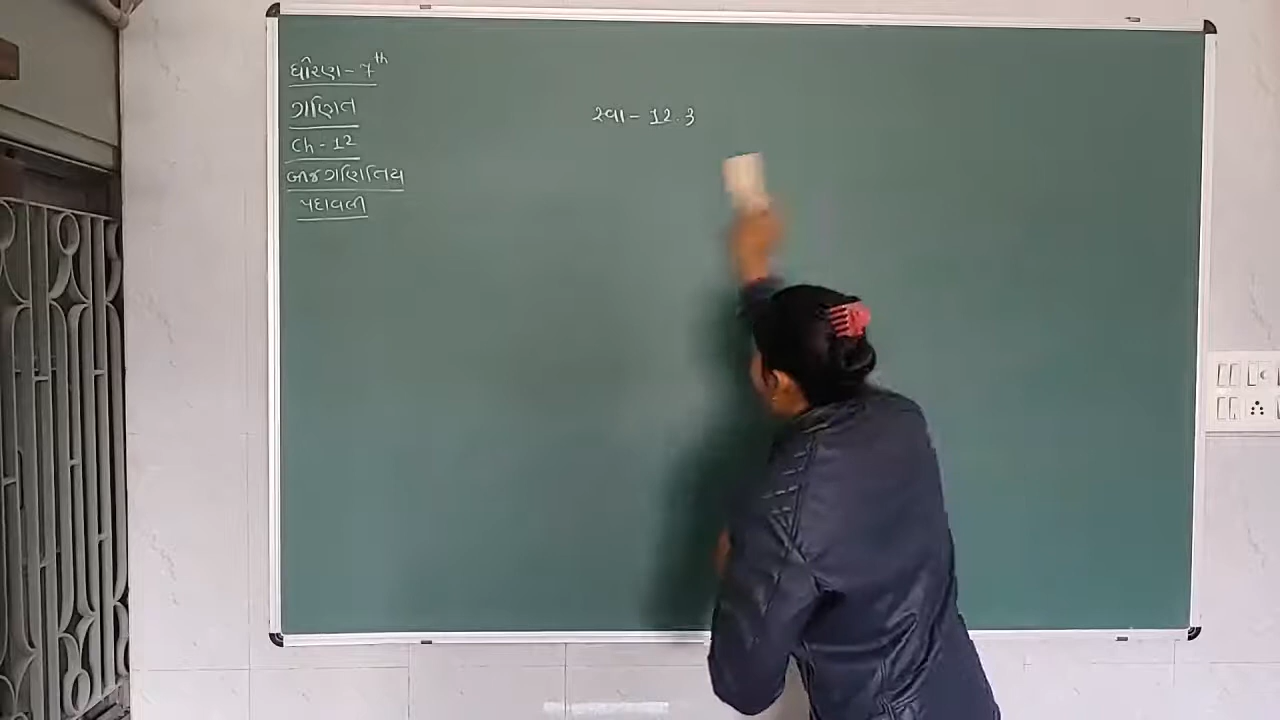 ધોરણ - 7th
ગણિત
Ch - 12
બીજગણિતિય
પદાવલી
સ્વા - 12.3